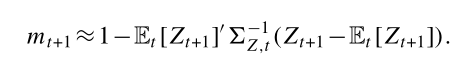 m_{t+1} ≈ 1 − 𝔼_t[Z_{t+1}]′ Σ_{Z,t}^{−1} (Z_{t+1} − 𝔼_t[Z_{t+1}]).